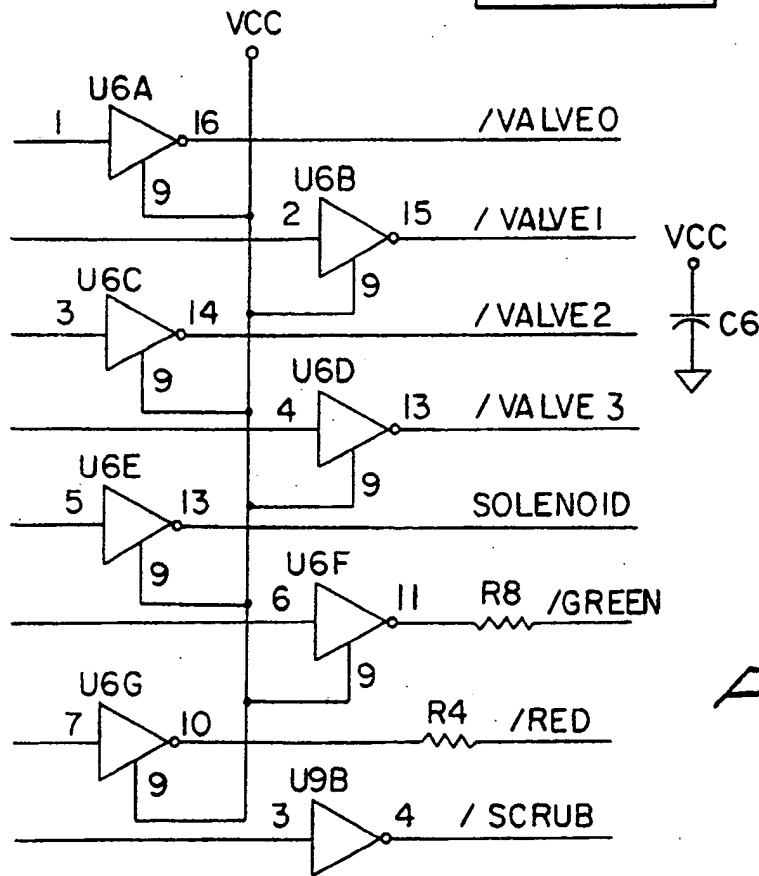 VCC
U6A
1 16 /VALVE0
9
U6B
2 15 /VALVE1
9
VCC
C6
U6C
3 14 /VALVE2
9
U6D
4 13 /VALVE 3
9
U6E
5 13 SOLENOID
9
U6F
6 11 R8 /GREEN
9
U6G
7 10 R4 /RED
9
U9B
3 4 / SCRUB